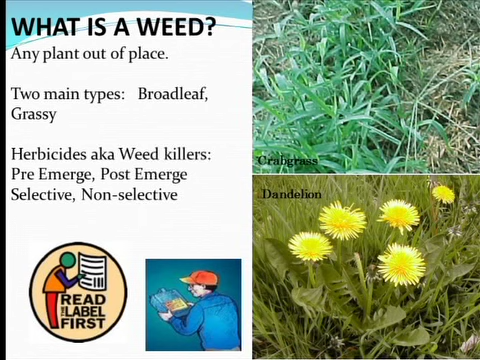 WHAT IS A WEED?
Any plant out of place.
Two main types: Broadleaf,
Grassy
Herbicides aka Weed killers:
Pre Emerge, Post Emerge
Selective, Non-selective
READ
THE LABEL
FIRST
Crabgrass
Dandelion